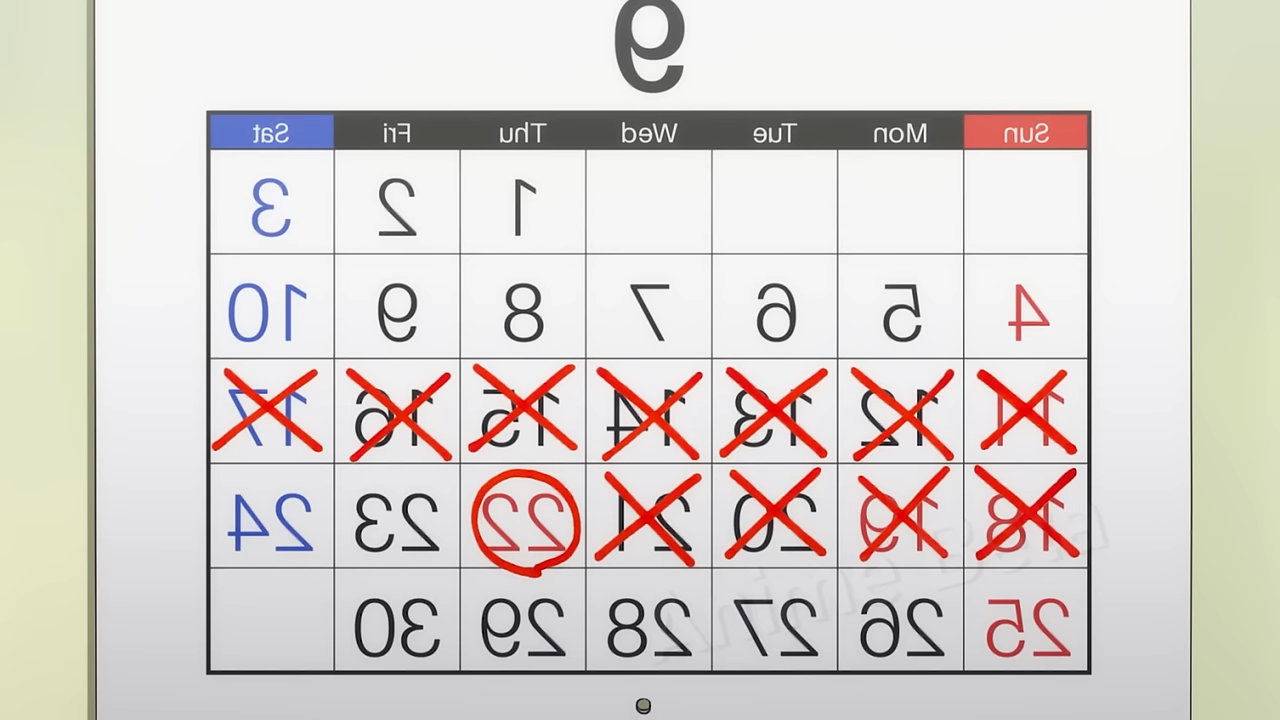 9
Sun Mon Tue Wed Thu Fri Sat
1 2 3
4 5 6 7 8 9 10
11 12 13 14 15 16 17
18 19 20 21 22 23 24
25 26 27 28 29 30